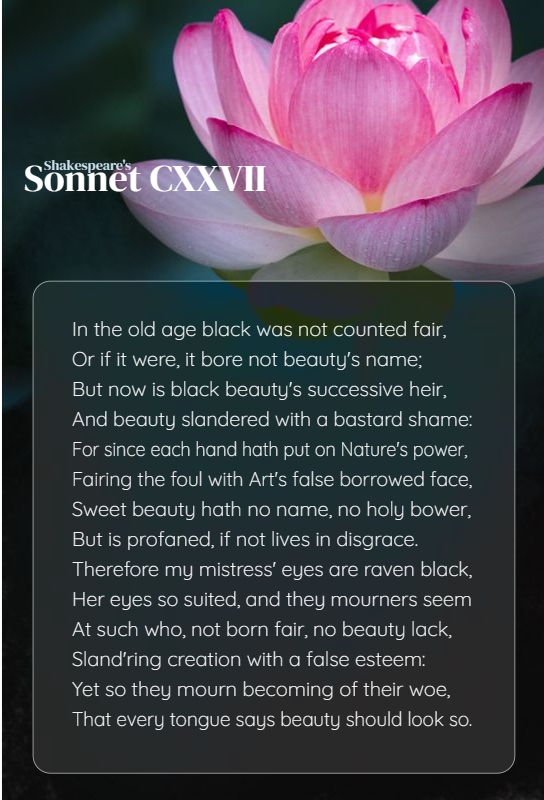 Shakespeare's
Sonnet CXXVII
In the old age black was not counted fair,
Or if it were, it bore not beauty's name;
But now is black beauty's successive heir,
And beauty slandered with a bastard shame:
For since each hand hath put on Nature's power,
Fairing the foul with Art's false borrowed face,
Sweet beauty hath no name, no holy bower,
But is profaned, if not lives in disgrace.
Therefore my mistress' eyes are raven black,
Her eyes so suited, and they mourners seem
At such who, not born fair, no beauty lack,
Sland'ring creation with a false esteem:
Yet so they mourn becoming of their woe,
That every tongue says beauty should look so.